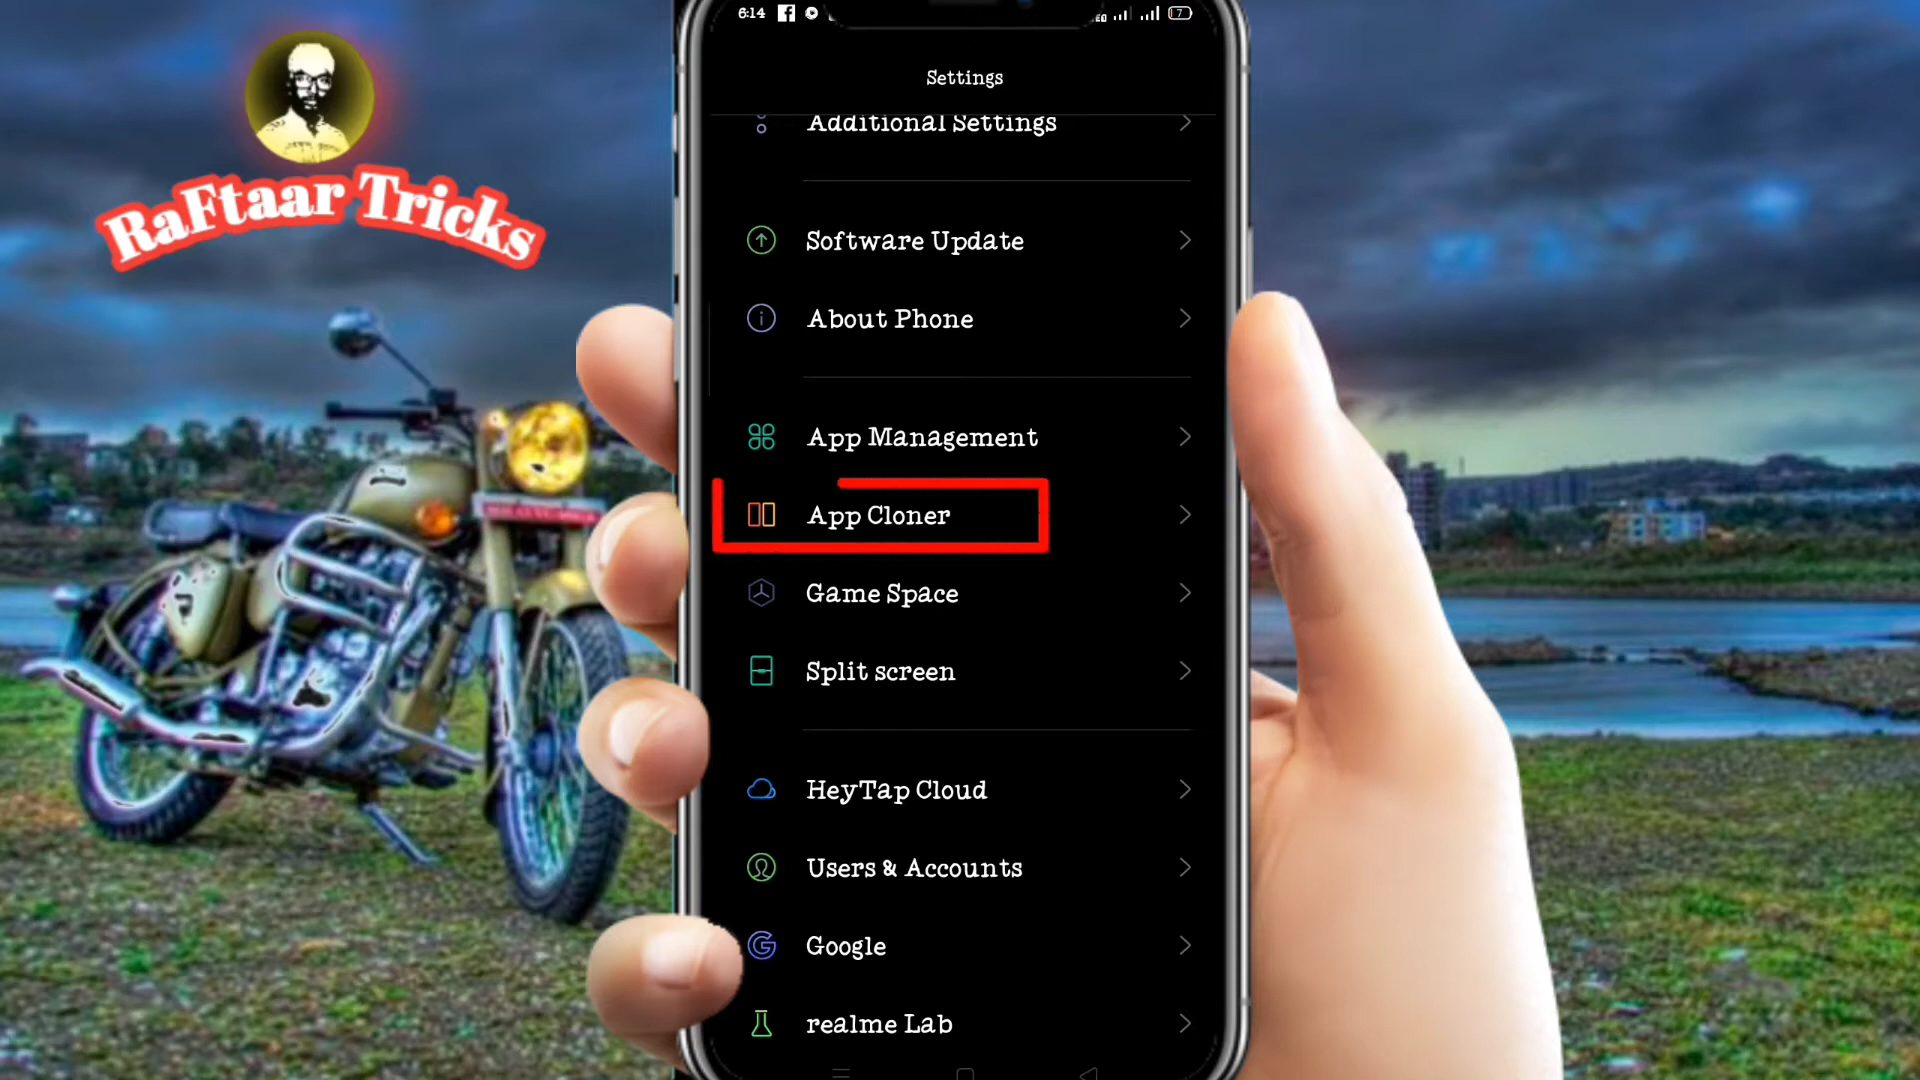 RaFtaar Tricks
6:14
7
Settings
Additional Settings
Software Update
About Phone
App Management
App Cloner
Game Space
Split screen
HeyTap Cloud
Users & Accounts
Google
realme Lab